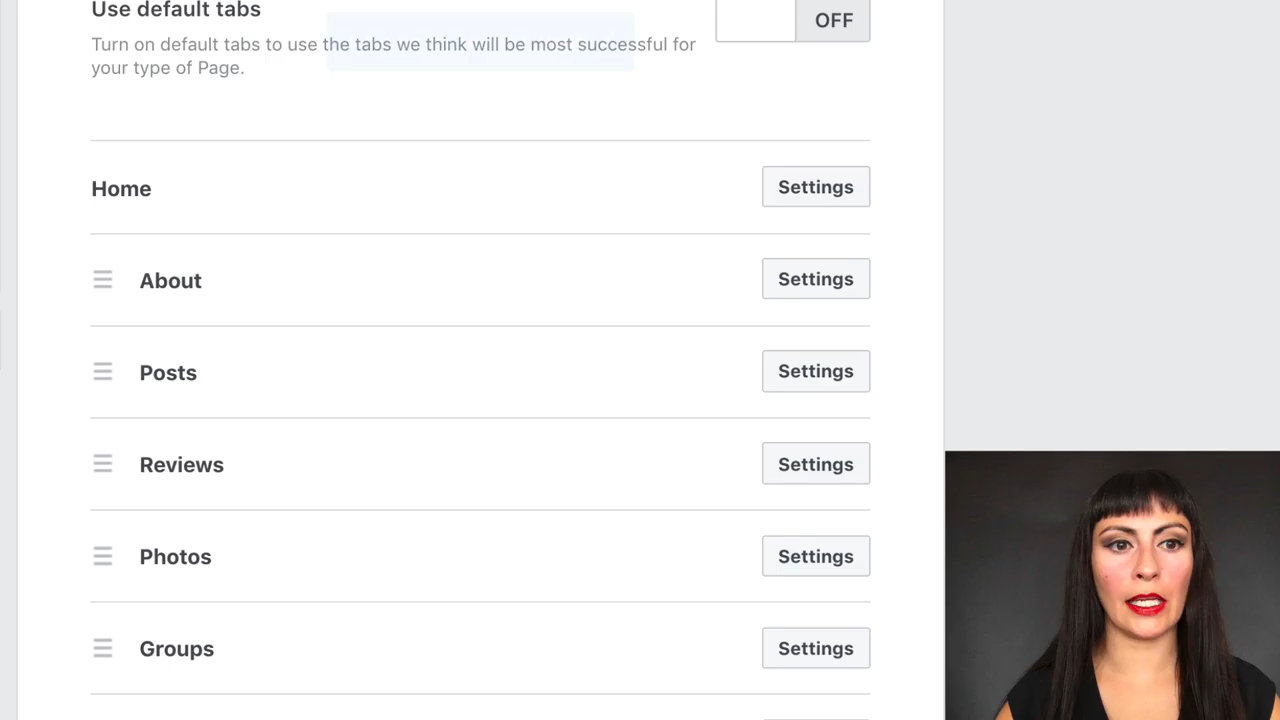 Use default tabs
OFF
Turn on default tabs to use the tabs we think will be most successful for
your type of Page.
Home
Settings
About
Settings
Posts
Settings
Reviews
Settings
Photos
Settings
Groups
Settings